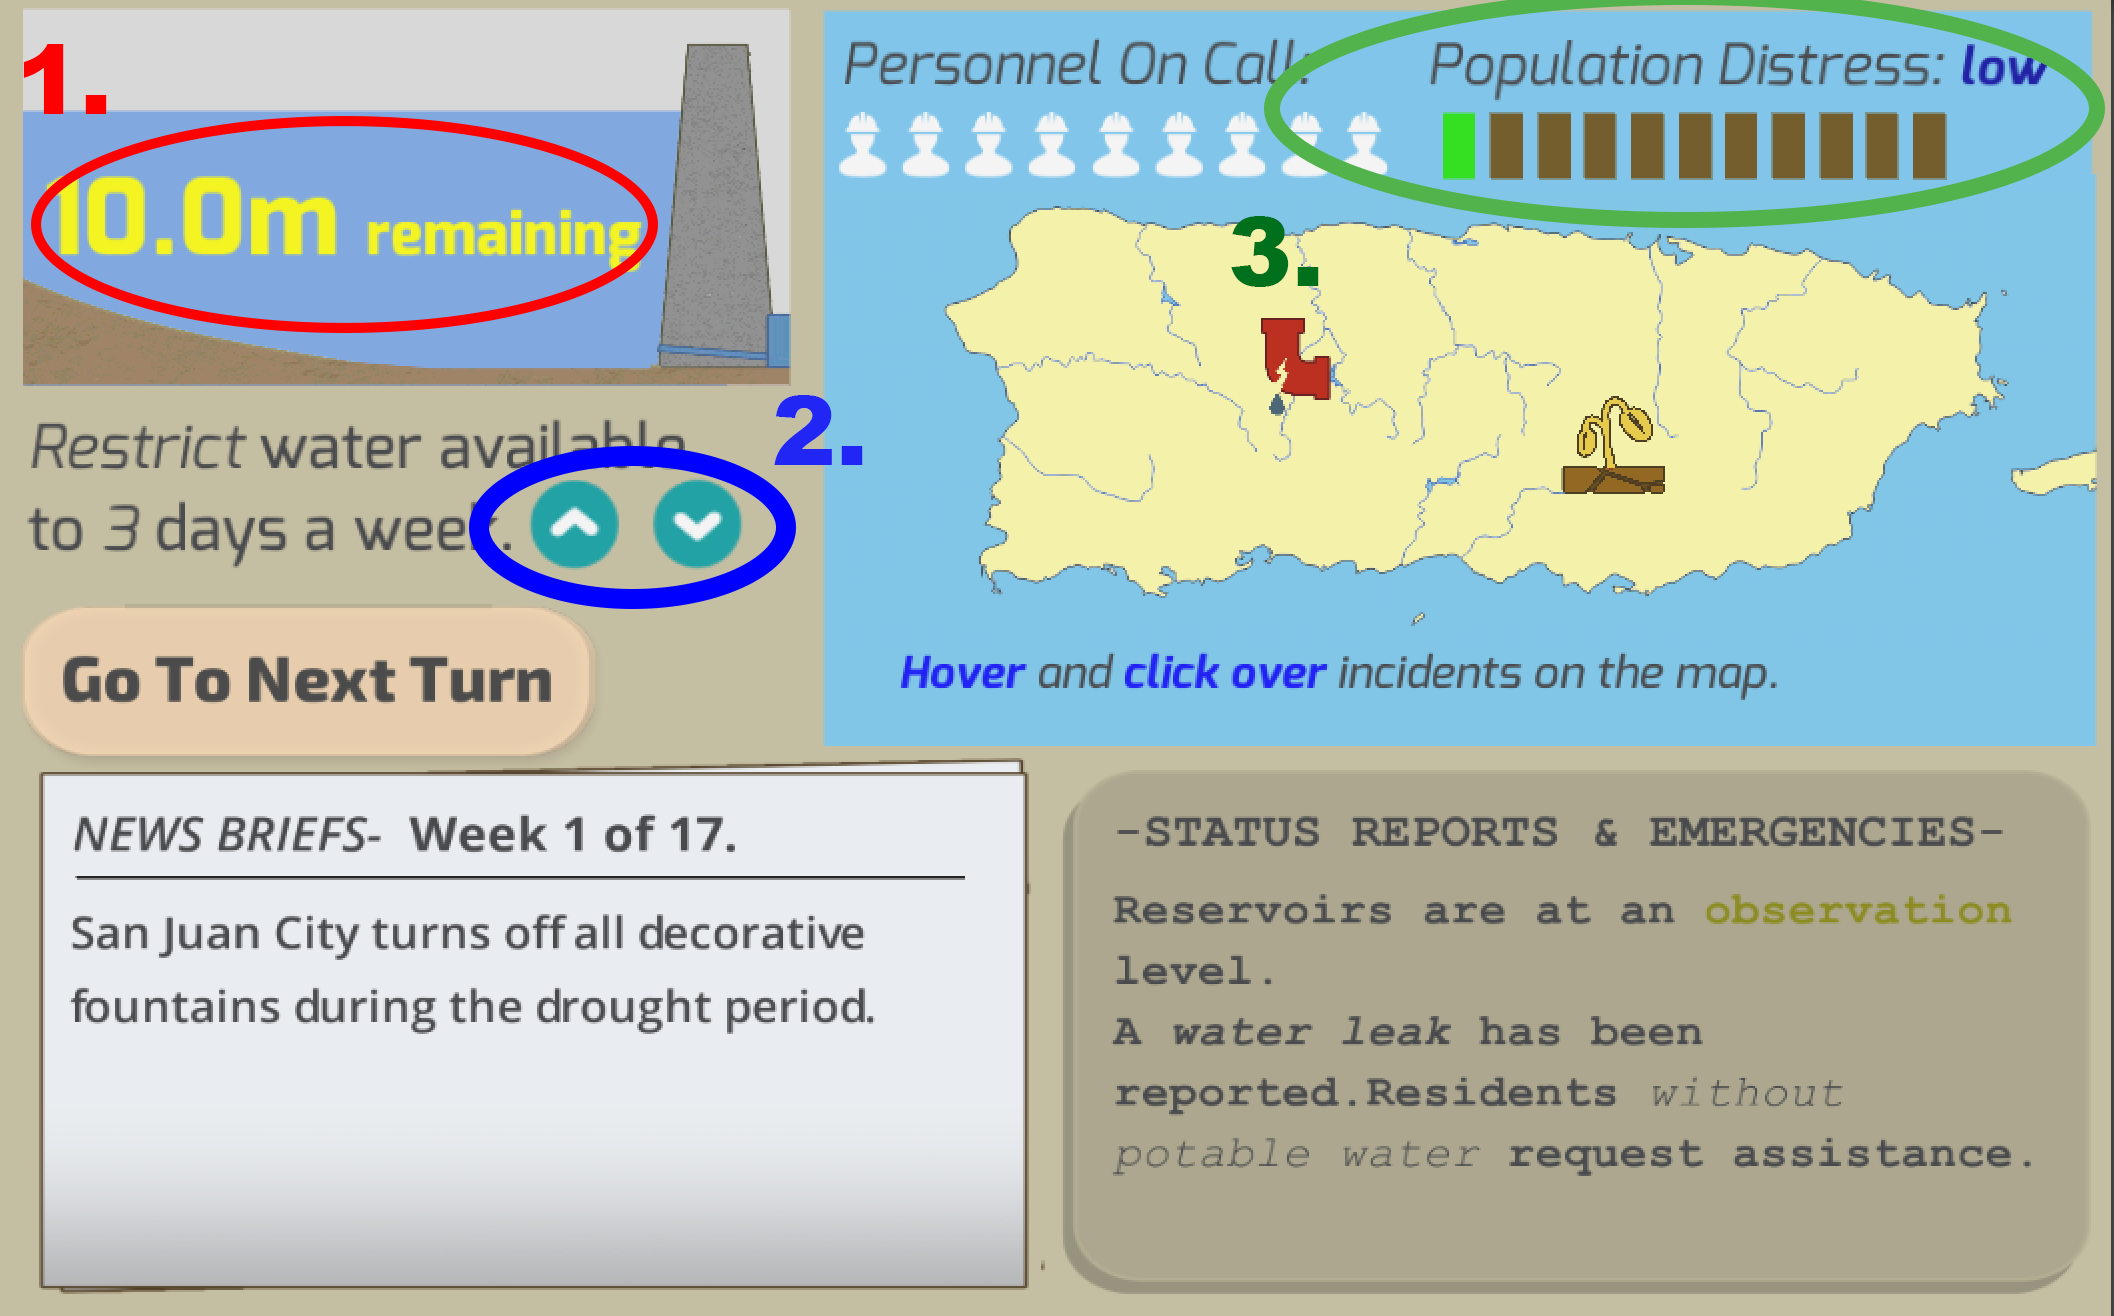 1.
10.0m remaining
Restrict water available
to 3 days a week.
2.
Go To Next Turn
Personnel On Call:
Population Distress: low
3.
Hover and click over incidents on the map.
NEWS BRIEFS- Week 1 of 17.
San Juan City turns off all decorative
fountains during the drought period.
-STATUS REPORTS & EMERGENCIES-
Reservoirs are at an observation
level.
A water leak has been
reported.Residents without
potable water request assistance.